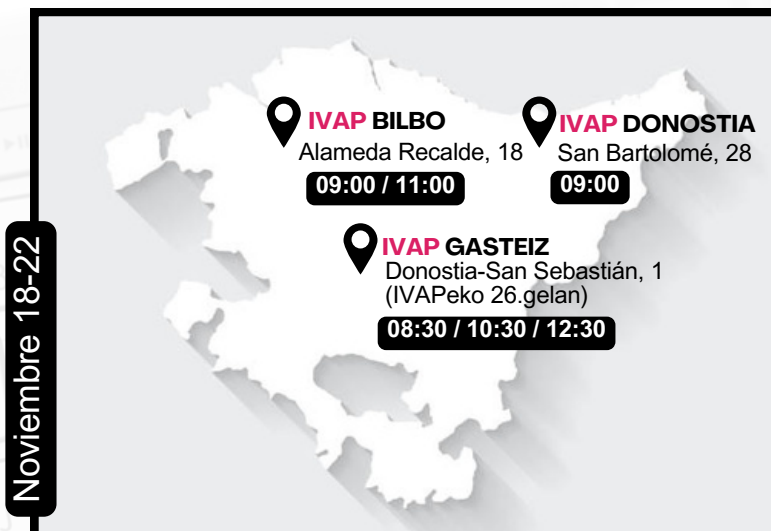 IVAP BILBO
Alameda Recalde, 18
09:00 / 11:00
IVAP DONOSTIA
San Bartolomé, 28
09:00
IVAP GASTEIZ
Donostia-San Sebastián, 1
(IVAPeko 26.gelan)
08:30 / 10:30 / 12:30
Noviembre 18-22